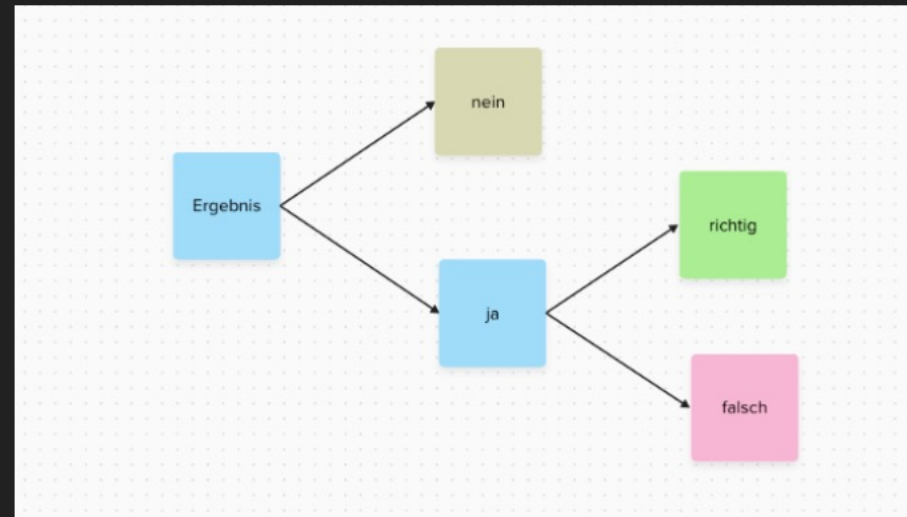 nein
Ergebnis
richtig
ja
falsch